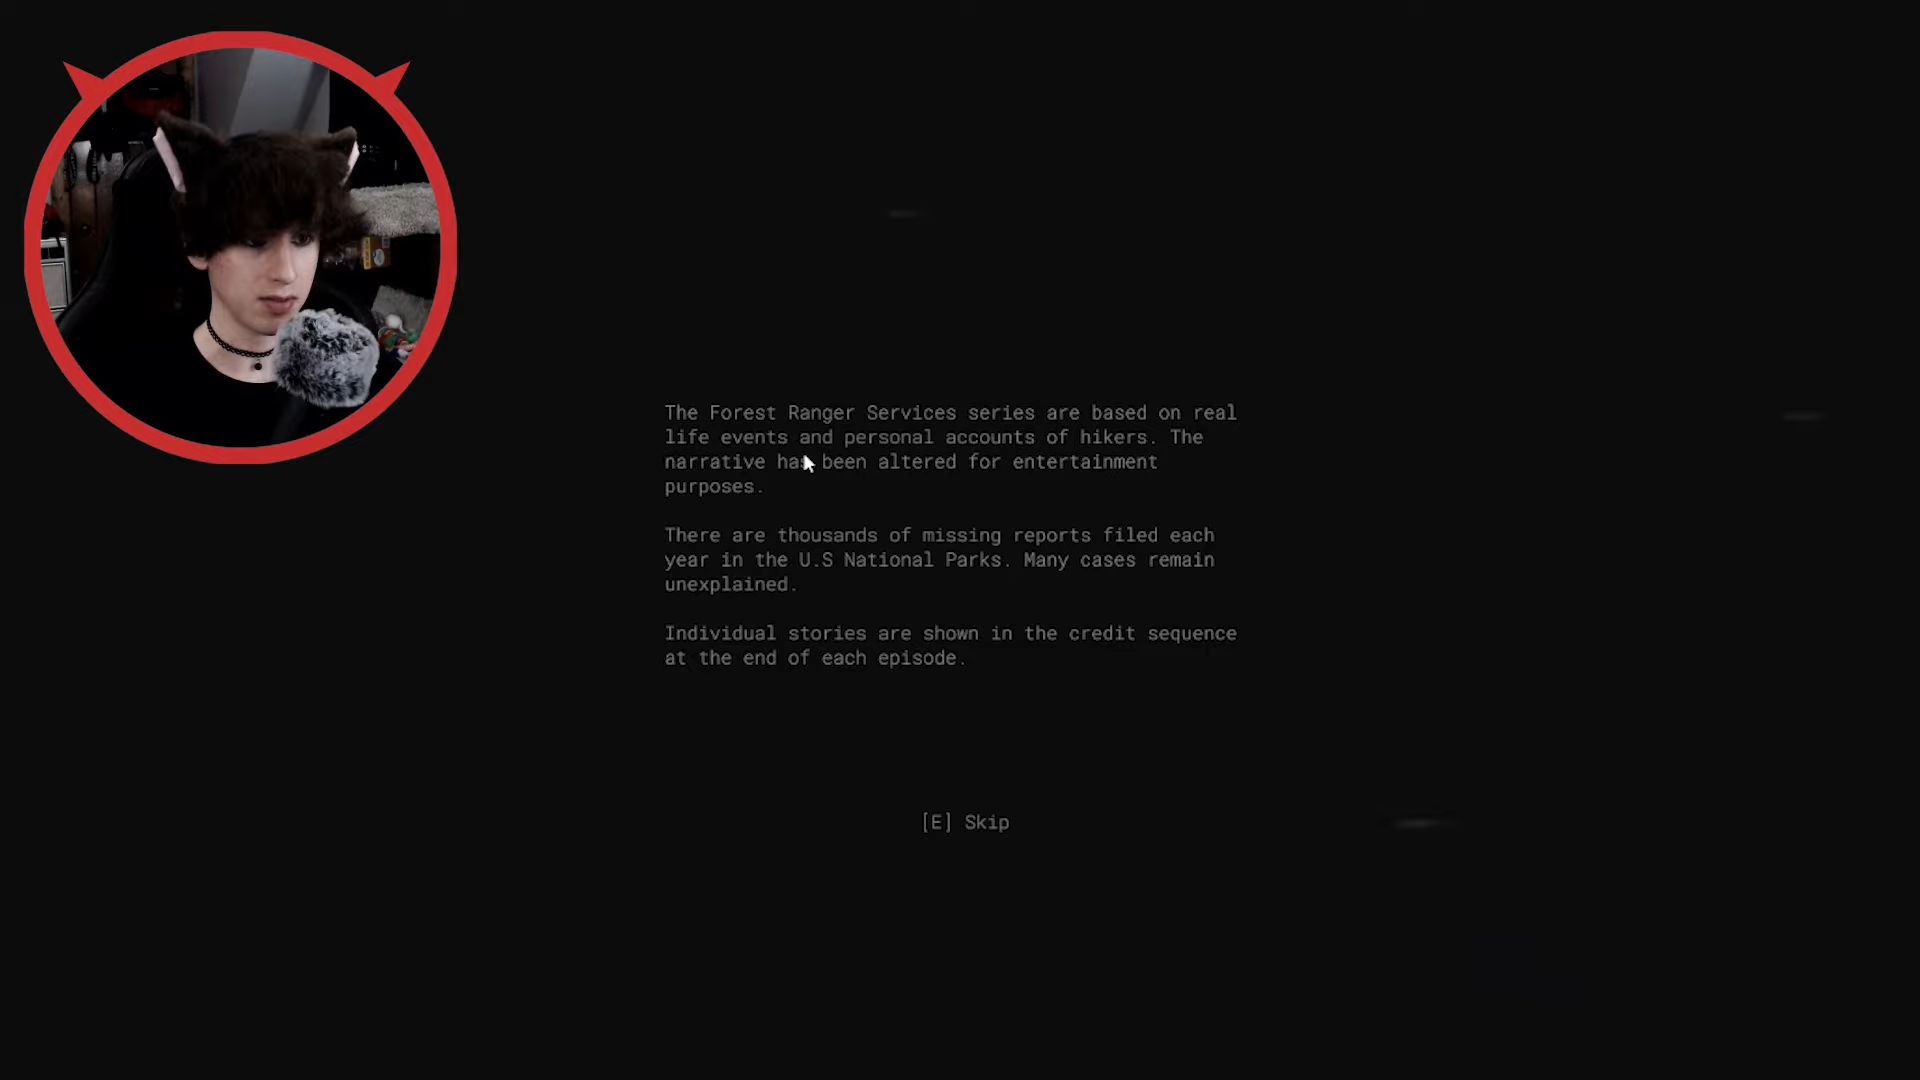 The Forest Ranger Services series are based on real
life events and personal accounts of hikers. The
narrative has been altered for entertainment
purposes.
There are thousands of missing reports filed each
year in the U.S National Parks. Many cases remain
unexplained.
Individual stories are shown in the credit sequence
at the end of each episode.
[E] Skip